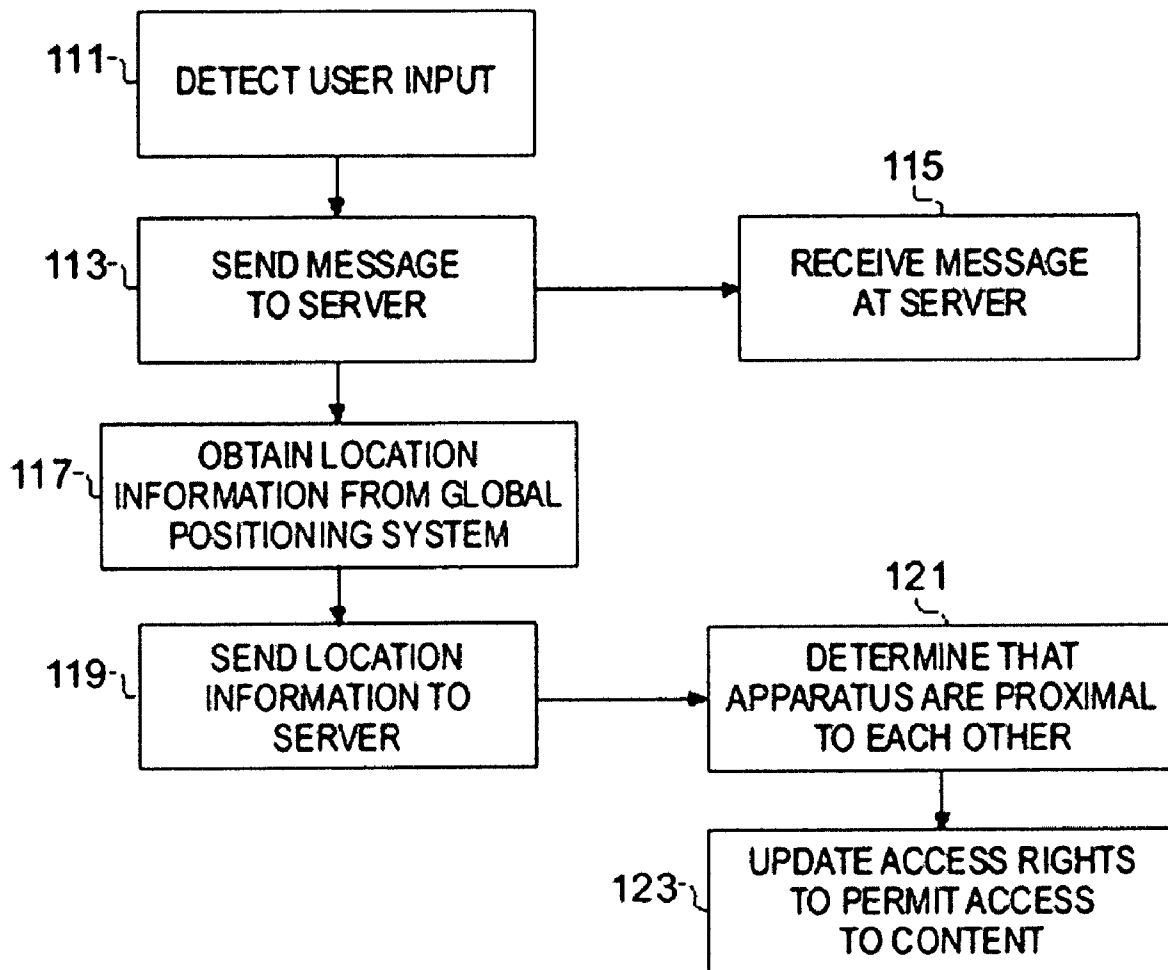 111
DETECT USER INPUT
115
113
SEND MESSAGE
TO SERVER
RECEIVE MESSAGE
AT SERVER
117
OBTAIN LOCATION
INFORMATION FROM GLOBAL
POSITIONING SYSTEM
121
119
SEND LOCATION
INFORMATION TO
SERVER
DETERMINE THAT
APPARATUS ARE PROXIMAL
TO EACH OTHER
123
UPDATE ACCESS RIGHTS
TO PERMIT ACCESS
TO CONTENT